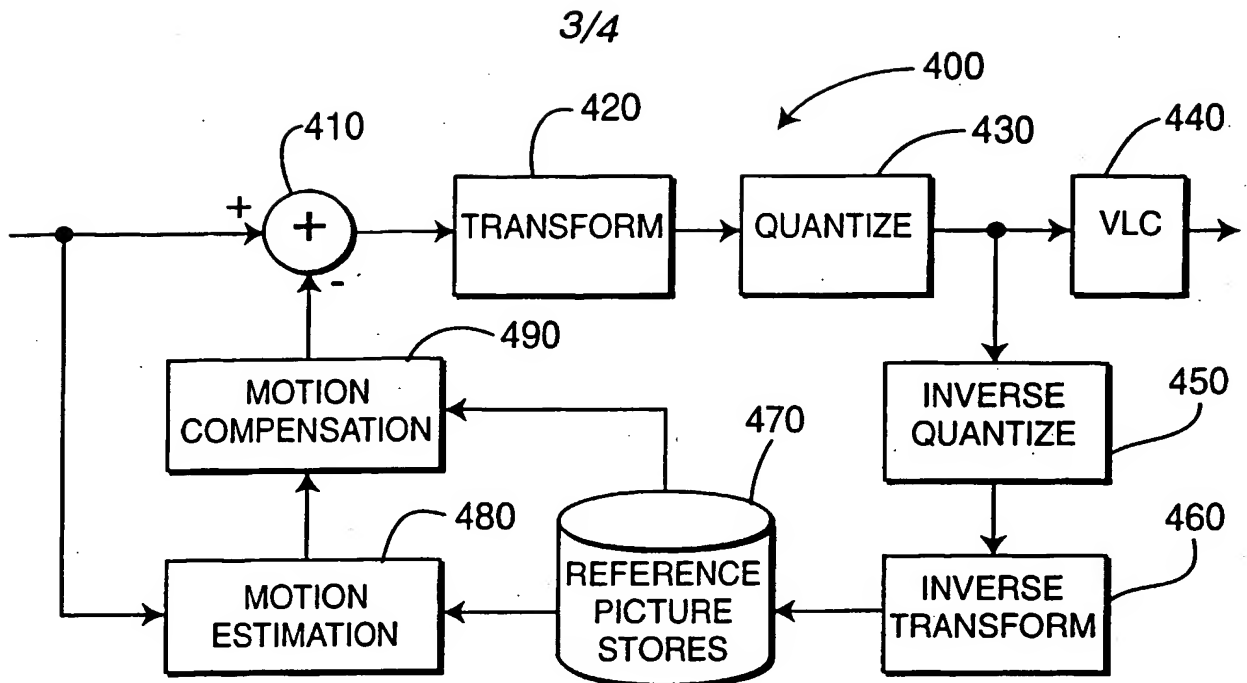 3/4
400
410
420
430
440
+
+
-
TRANSFORM
QUANTIZE
VLC
490
MOTION
COMPENSATION
470
INVERSE
QUANTIZE
450
480
MOTION
ESTIMATION
REFERENCE
PICTURE
STORES
460
INVERSE
TRANSFORM